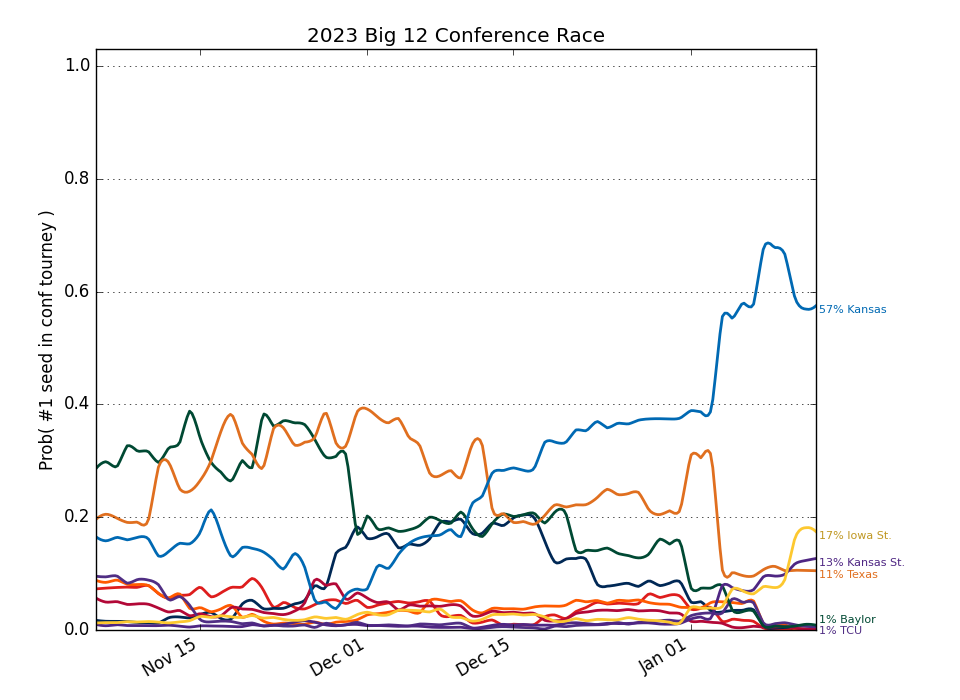 2023 Big 12 Conference Race
Prob( #1 seed in conf tourney )
1.0
0.8
0.6
0.4
0.2
0.0
Nov 15
Dec 01
Dec 15
Jan 01
57% Kansas
17% Iowa St.
13% Kansas St.
11% Texas
1% Baylor
1% TCU